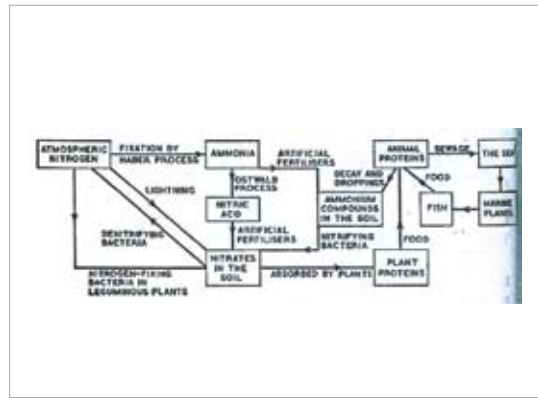 ATMOSPHERIC
NITROGEN
FIXATION BY
HABER PROCESS
AMMONIA
ARTIFICIAL
FERTILISERS
ANIMAL
PROTEINS
SEWAGE
THE SEA
LIGHTNING
OSTWALD
PROCESS
DECAY AND
DROPPINGS
FOOD
NITRIC
ACID
AMMONIUM
COMPOUNDS
IN THE SOIL
FISH
MARINE
PLANTS
DENITRIFYING
BACTERIA
ARTIFICIAL
FERTILISERS
NITRIFYING
BACTERIA
FOOD
NITROGEN-FIXING
BACTERIA IN
LEGUMINOUS PLANTS
NITRATES
IN THE
SOIL
ABSORBED BY PLANTS
PLANT
PROTEINS